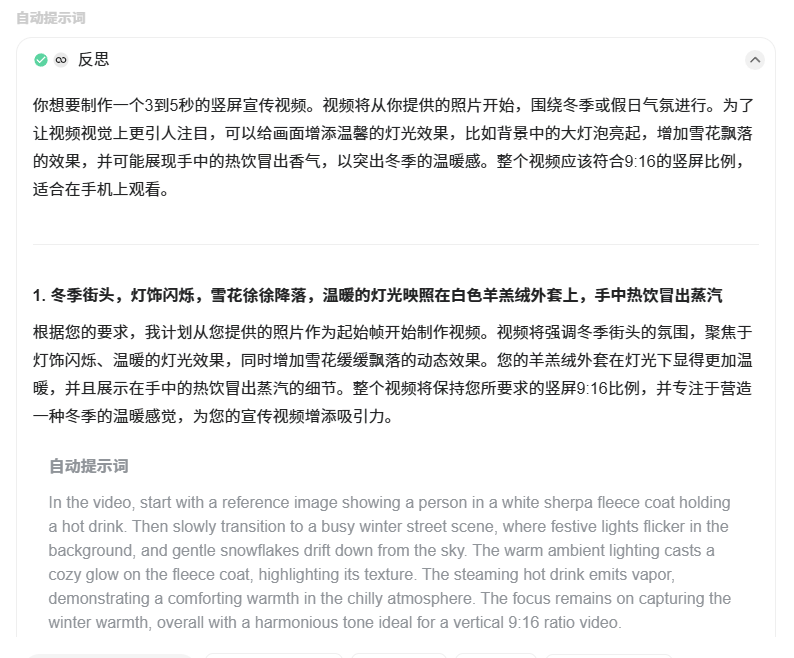 自动提示词
反思
你想要制作一个3到5秒的竖屏宣传视频。视频将从你提供的照片开始，围绕冬季或假日气氛进行。为了
让视频视觉上更引人注目，可以给画面增添温馨的灯光效果，比如背景中的大灯泡亮起，增加雪花飘落
的效果，并可能展现手中的热饮冒出香气，以突出冬季的温暖感。整个视频应该符合9:16的竖屏比例，
适合在手机上观看。
1. 冬季街头，灯饰闪烁，雪花徐徐降落，温暖的灯光映照在白色羊羔绒外套上，手中热饮冒出蒸汽
根据您的要求，我计划从您提供的照片作为起始帧开始制作视频。视频将强调冬季街头的氛围，聚焦于
灯饰闪烁、温暖的灯光效果，同时增加雪花缓缓飘落的动态效果。您的羊羔绒外套在灯光下显得更加温
暖，并且展示在手中的热饮冒出蒸汽的细节。整个视频将保持您所要求的竖屏9:16比例，并专注于营造
一种冬季的温暖感觉，为您的宣传视频增添吸引力。
自动提示词
In the video, start with a reference image showing a person in a white sherpa fleece coat holding
a hot drink. Then slowly transition to a busy winter street scene, where festive lights flicker in the
background, and gentle snowflakes drift down from the sky. The warm ambient lighting casts a
cozy glow on the fleece coat, highlighting its texture. The steaming hot drink emits vapor,
demonstrating a comforting warmth in the chilly atmosphere. The focus remains on capturing the
winter warmth, overall with a harmonious tone ideal for a vertical 9:16 ratio video.